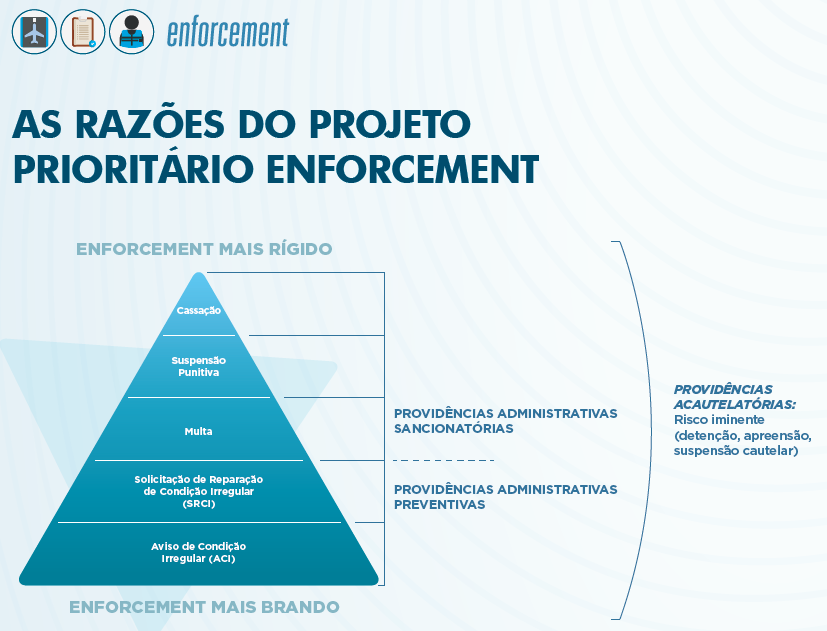 enforcement
AS RAZÕES DO PROJETO
PRIORITÁRIO ENFORCEMENT
ENFORCEMENT MAIS RÍGIDO
Cassação
Suspensão
Punitiva
Multa
Solicitação de Reparação
de Condição Irregular
(SRCI)
Aviso de Condição
Irregular (ACI)
ENFORCEMENT MAIS BRANDO
PROVIDÊNCIAS ADMINISTRATIVAS
SANCIONATÓRIAS
PROVIDÊNCIAS ADMINISTRATIVAS
PREVENTIVAS
PROVIDÊNCIAS
ACAUTELATÓRIAS:
Risco iminente
(detenção, apreensão,
suspensão cautelar)